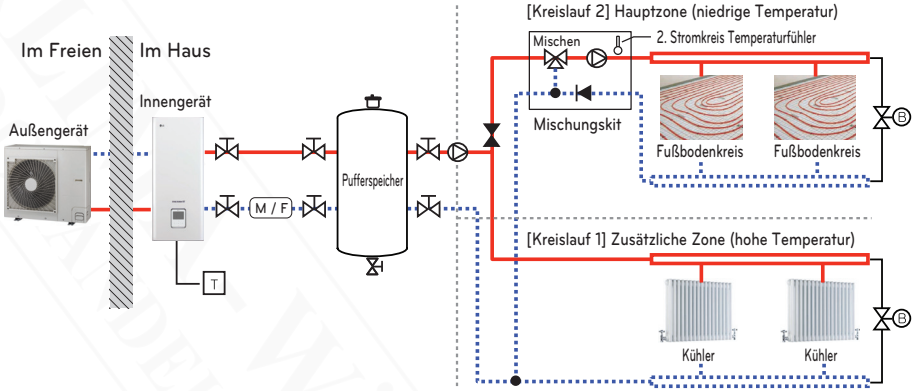 [Kreislauf 2] Hauptzone (niedrige Temperatur)
Mischen
2. Stromkreis Temperaturfühler
Im Freien
Im Haus
Innengerät
Außengerät
Mischungskit
B
Fußbodenkreis
Fußbodenkreis
Pufferspeicher
M / F
[Kreislauf 1] Zusätzliche Zone (hohe Temperatur)
T
B
Kühler
Kühler